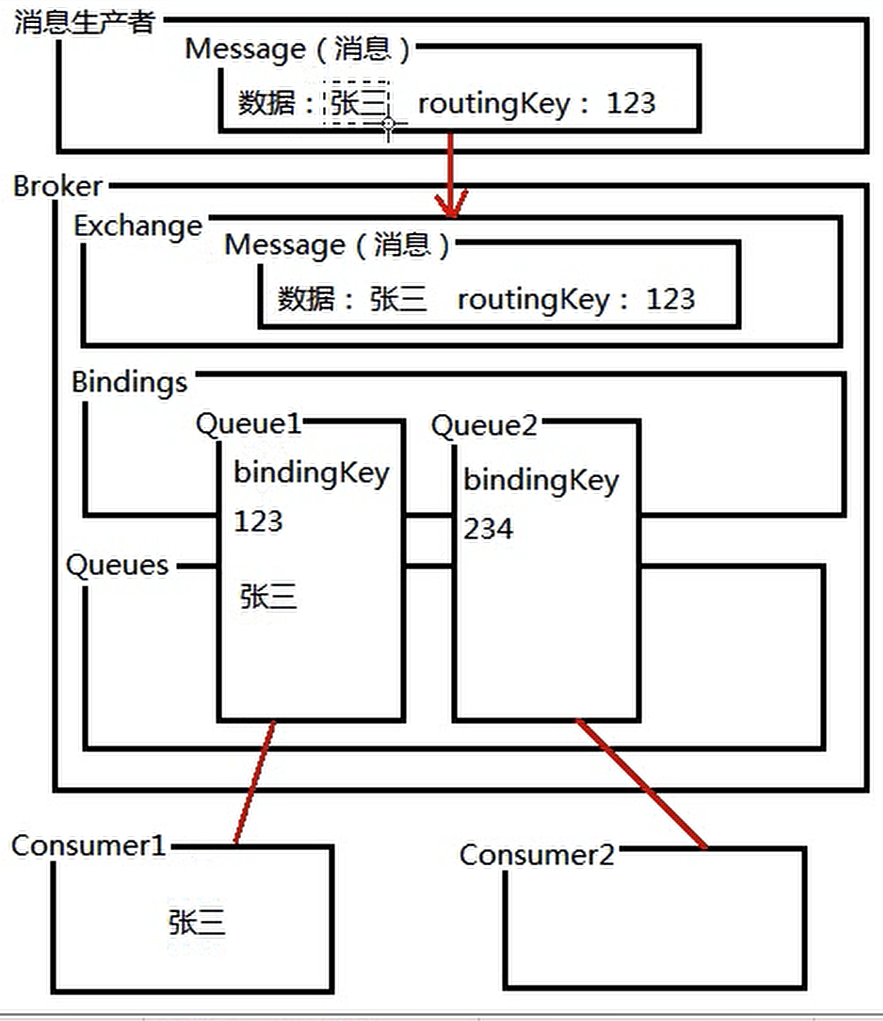 消息生产者
Message（消息）
数据：张三 routingKey：123
Broker
Exchange
Message（消息）
数据：张三 routingKey：123
Bindings
Queue1
bindingKey
123
张三
Queue2
bindingKey
234
Queues
Consumer1
张三
Consumer2